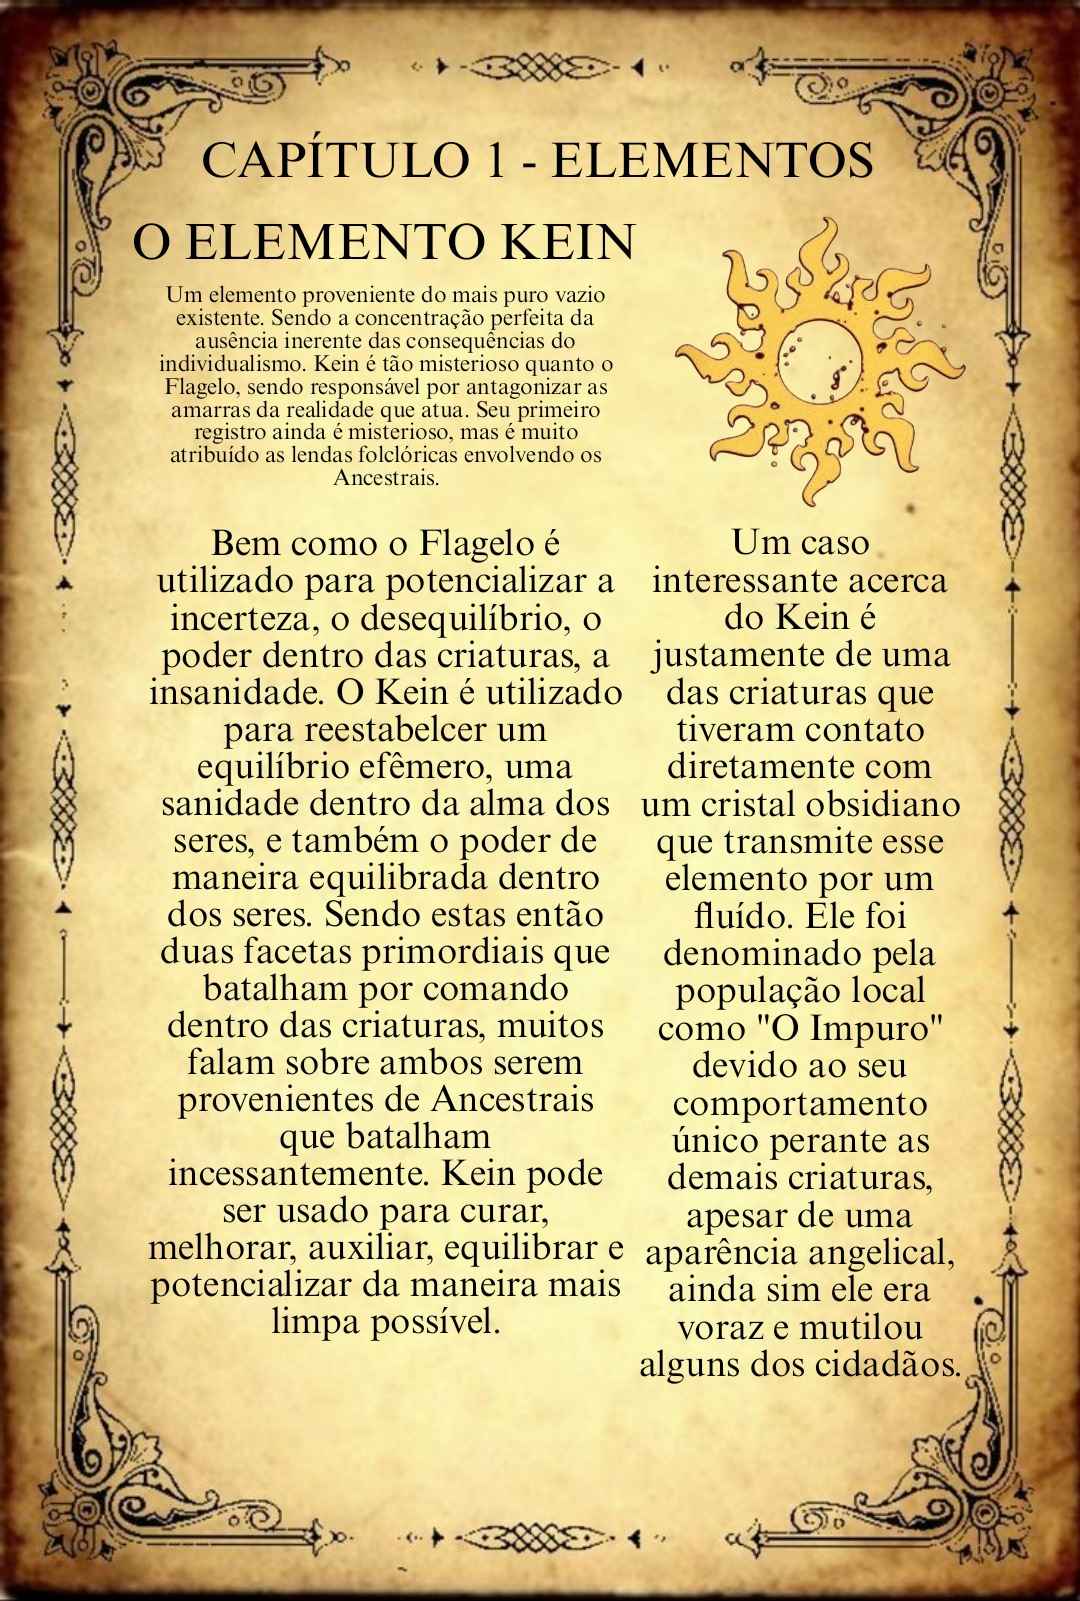 CAPÍTULO 1 - ELEMENTOS
O ELEMENTO KEIN
Um elemento proveniente do mais puro vazio
existente. Sendo a concentração perfeita da
ausência inerente das consequências do
individualismo. Kein é tão misterioso quanto o
Flagelo, sendo responsável por antagonizar as
amarras da realidade que atua. Seu primeiro
registro ainda é misterioso, mas é muito
atribuído as lendas folclóricas envolvendo os
Ancestrais.
Bem como o Flagelo é
utilizado para potencializar a
incerteza, o desequilíbrio, o
poder dentro das criaturas, a
insanidade. O Kein é utilizado
para reestabelcer um
equilíbrio efêmero, uma
sanidade dentro da alma dos
seres, e também o poder de
maneira equilibrada dentro
dos seres. Sendo estas então
duas facetas primordiais que
batalham por comando
dentro das criaturas, muitos
falam sobre ambos serem
provenientes de Ancestrais
que batalham
incessantemente. Kein pode
ser usado para curar,
melhorar, auxiliar, equilibrar e
potencializar da maneira mais
limpa possível.
Um caso
interessante acerca
do Kein é
justamente de uma
das criaturas que
tiveram contato
diretamente com
um cristal obsidiano
que transmite esse
elemento por um
fluído. Ele foi
denominado pela
população local
como "O Impuro"
devido ao seu
comportamento
único perante as
demais criaturas,
apesar de uma
aparência angelical,
ainda sim ele era
voraz e mutilou
alguns dos cidadãos.